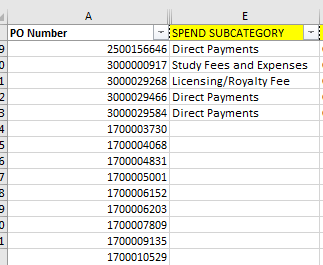 A E
PO Number SPEND SUBCATEGORY
9 2500156646 Direct Payments
0 3000000917 Study Fees and Expenses
1 3000029268 Licensing/Royalty Fee
2 3000029466 Direct Payments
3 3000029584 Direct Payments
4 1700003730
5 1700004068
6 1700004831
7 1700005001
8 1700006152
9 1700006203
0 1700007809
1 1700009135
1700010529